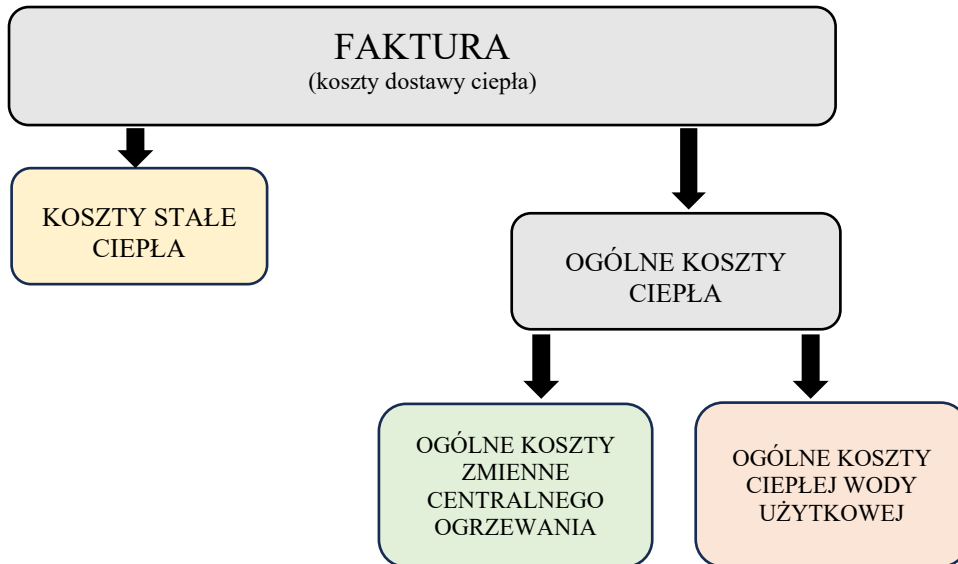 FAKTURA
(koszty dostawy ciepła)
KOSZTY STAŁE
CIEPŁA
OGÓLNE KOSZTY
CIEPŁA
OGÓLNE KOSZTY
ZMIENNE
CENTRALNEGO
OGRZEWANIA
OGÓLNE KOSZTY
CIEPŁEJ WODY
UŻYTKOWEJ